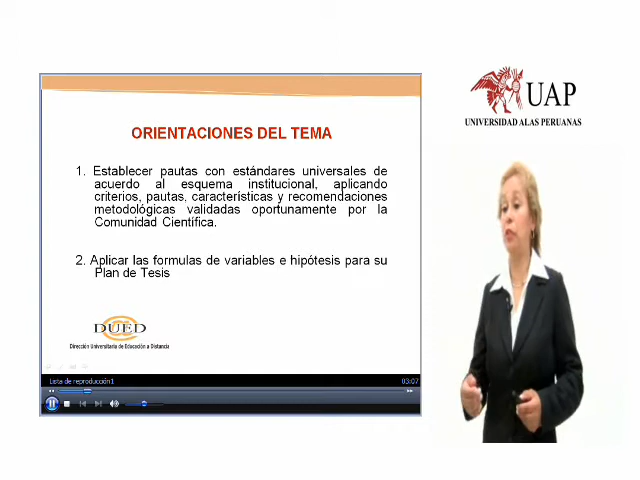 UAP
UNIVERSIDAD ALAS PERUANAS
ORIENTACIONES DEL TEMA
1. Establecer pautas con estándares universales de
acuerdo al esquema institucional, aplicando
criterios, pautas, características y recomendaciones
metodológicas validadas oportunamente por la
Comunidad Científica.
2. Aplicar las formulas de variables e hipótesis para su
Plan de Tesis
DUED
Dirección Universitaria de Educación a Distancia
Lista de reproducción1
03:07